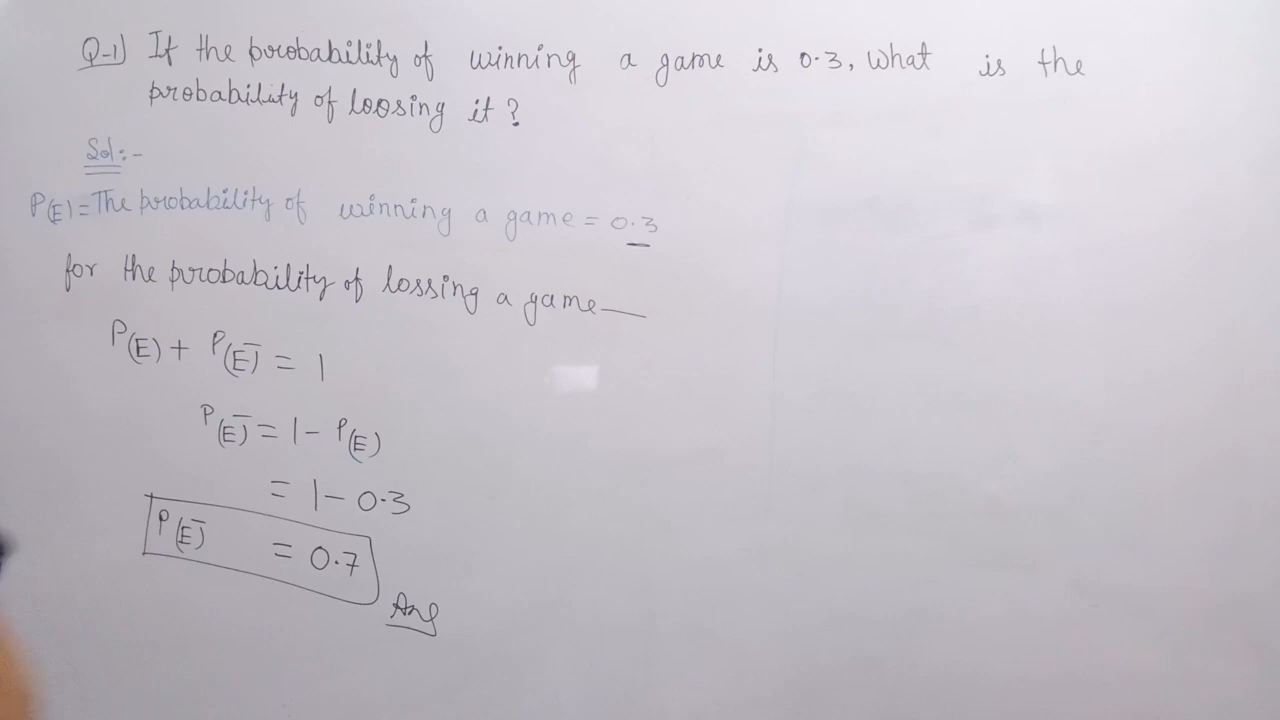 Q-1) If the probability of winning a game is 0.3, what is the
probability of loosing it?
Sol:-
P(E) = The probability of winning a game = 0.3
for the probability of lossing a game —
P(E) + P(E̅) = 1
P(E̅) = 1 - P(E)
= 1 - 0.3
P(E̅) = 0.7
Ans